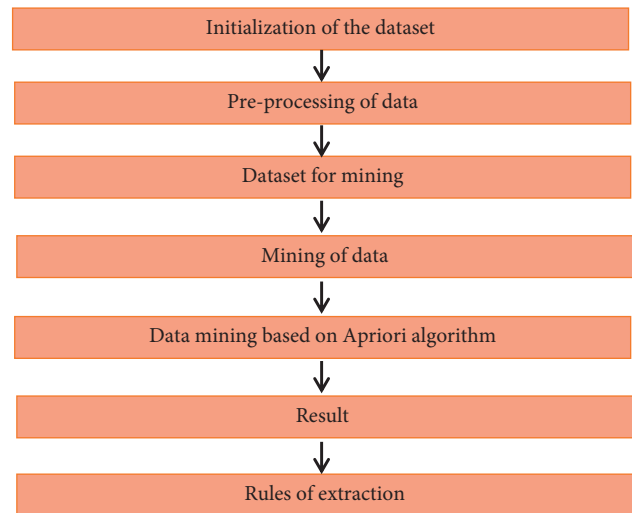 Initialization of the dataset
Pre-processing of data
Dataset for mining
Mining of data
Data mining based on Apriori algorithm
Result
Rules of extraction